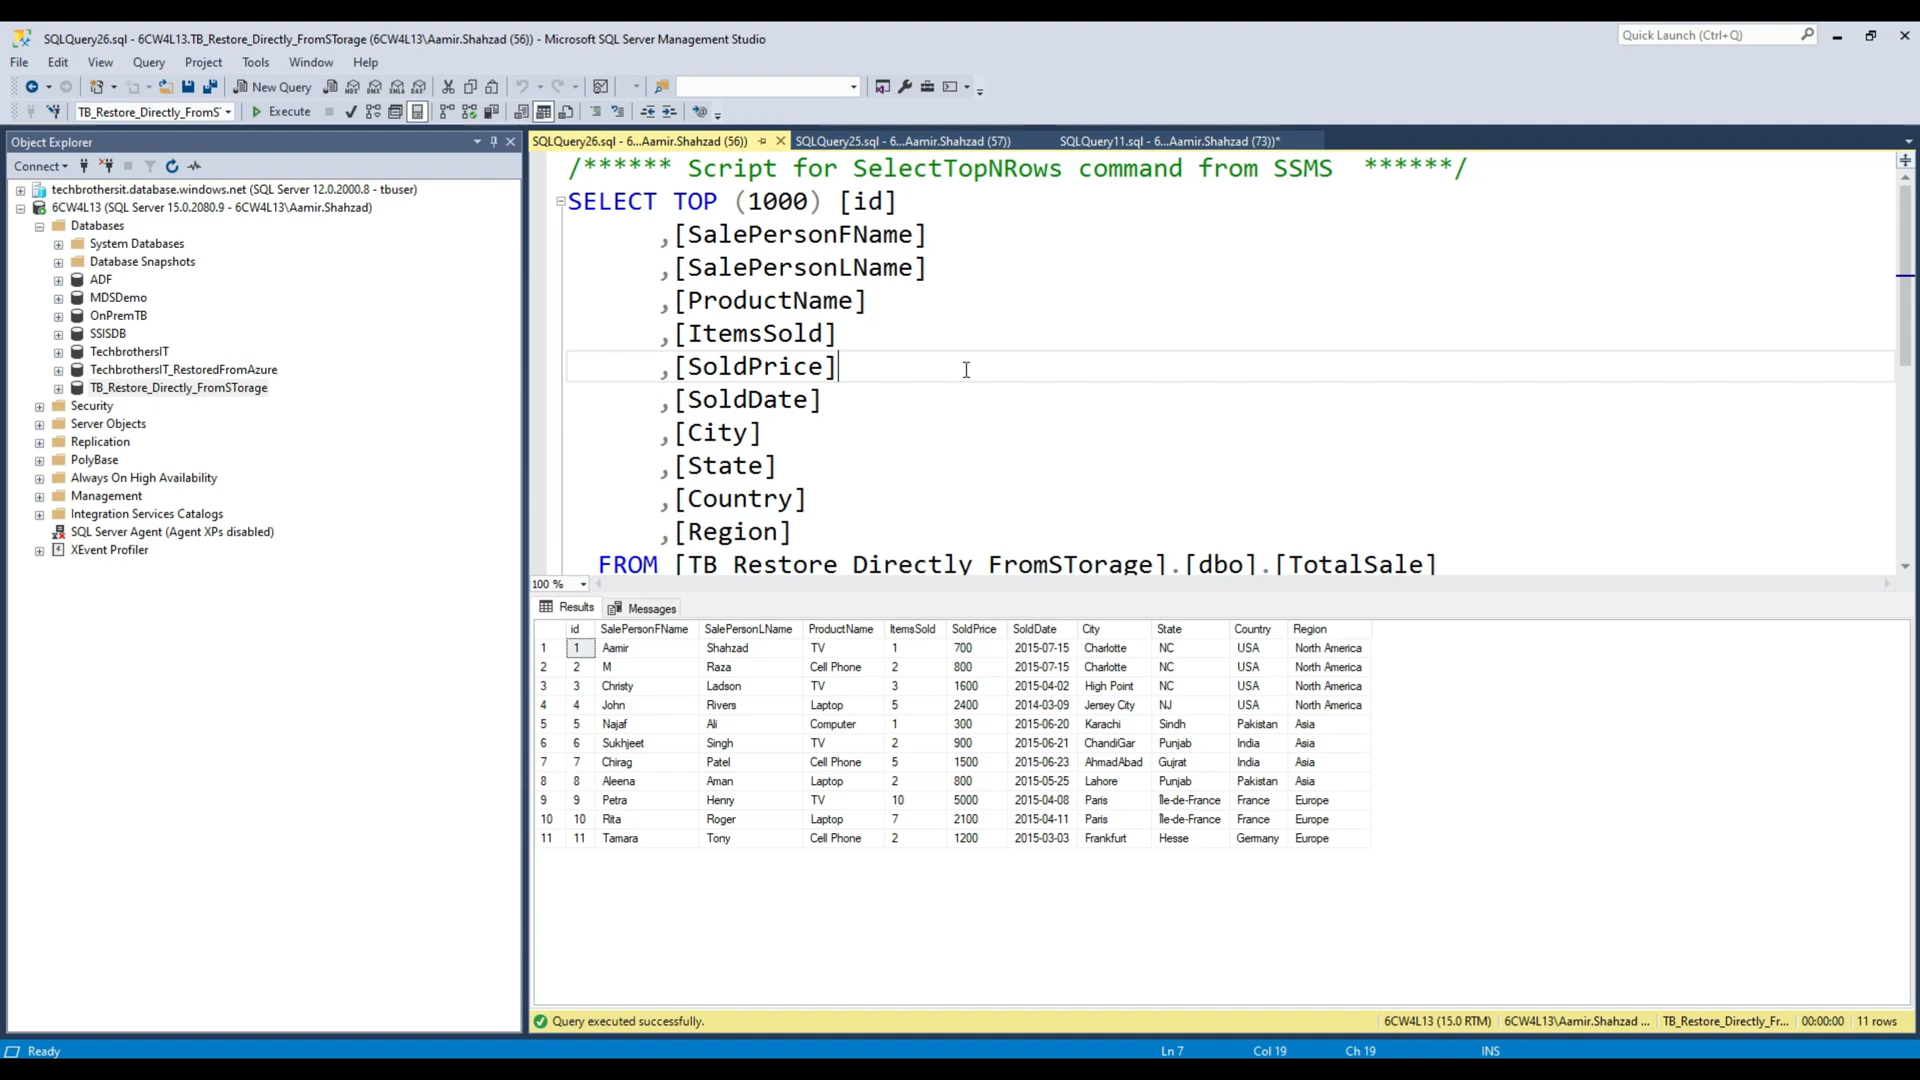 SQLQuery26.sql - 6CW4L13.TB_Restore_Directly_FromSTorage (6CW4L13\Aamir.Shahzad (56)) - Microsoft SQL Server Management Studio
Quick Launch (Ctrl+Q)
File Edit View Query Project Tools Window Help
New Query
TB_Restore_Directly_FromS
Execute
Object Explorer
Connect
techbrothersit.database.windows.net (SQL Server 12.0.2000.8 - tbuser)
6CW4L13 (SQL Server 15.0.2080.9 - 6CW4L13\Aamir.Shahzad)
Databases
System Databases
Database Snapshots
ADF
MDSDemo
OnPremTB
SSISDB
TechbrothersIT
TechbrothersIT_RestoredFromAzure
TB_Restore_Directly_FromSTorage
Security
Server Objects
Replication
PolyBase
Always On High Availability
Management
Integration Services Catalogs
SQL Server Agent (Agent XPs disabled)
XEvent Profiler
SQLQuery26.sql - 6...Aamir.Shahzad (56)) SQLQuery25.sql - 6...Aamir.Shahzad (57)) SQLQuery11.sql - 6...Aamir.Shahzad (73))*
/****** Script for SelectTopNRows command from SSMS ******/
SELECT TOP (1000) [id]
,[SalePersonFName]
,[SalePersonLName]
,[ProductName]
,[ItemsSold]
,[SoldPrice]
,[SoldDate]
,[City]
,[State]
,[Country]
,[Region]
FROM [TB_Restore_Directly_FromSTorage].[dbo].[TotalSale]
100 %
Results Messages
id SalePersonFName SalePersonLName ProductName ItemsSold SoldPrice SoldDate City State Country Region
1 1 Aamir Shahzad TV 1 700 2015-07-15 Charlotte NC USA North America
2 2 M Raza Cell Phone 2 800 2015-07-15 Charlotte NC USA North America
3 3 Christy Ladson TV 3 1600 2015-04-02 High Point NC USA North America
4 4 John Rivers Laptop 5 2400 2014-03-09 Jersey City NJ USA North America
5 5 Najaf Ali Computer 1 300 2015-06-20 Karachi Sindh Pakistan Asia
6 6 Sukhjeet Singh TV 2 900 2015-06-21 ChandiGar Punjab India Asia
7 7 Chirag Patel Cell Phone 5 1500 2015-06-23 AhmadAbad Gujrat India Asia
8 8 Aleena Aman Laptop 2 800 2015-05-25 Lahore Punjab Pakistan Asia
9 9 Petra Henry TV 10 5000 2015-04-08 Paris Île-de-France France Europe
10 10 Rita Roger Laptop 7 2100 2015-04-11 Paris Île-de-France France Europe
11 11 Tamara Tony Cell Phone 2 1200 2015-03-03 Frankfurt Hesse Germany Europe
Query executed successfully. 6CW4L13 (15.0 RTM) 6CW4L13\Aamir.Shahzad ... TB_Restore_Directly_Fr... 00:00:00 11 rows
Ready Ln 7 Col 19 Ch 19 INS